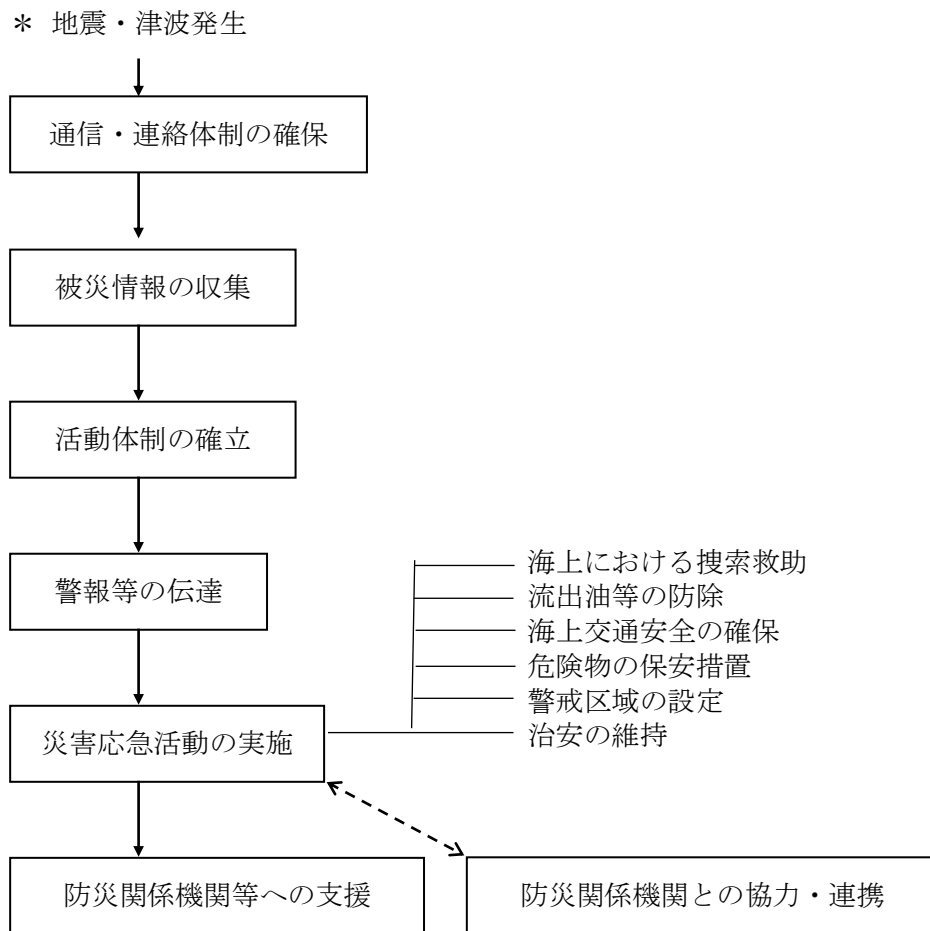 ＊ 地震・津波発生
通信・連絡体制の確保
被災情報の収集
活動体制の確立
警報等の伝達
海上における捜索救助
流出油等の防除
海上交通安全の確保
危険物の保安措置
警戒区域の設定
治安の維持
災害応急活動の実施
防災関係機関等への支援
防災関係機関との協力・連携